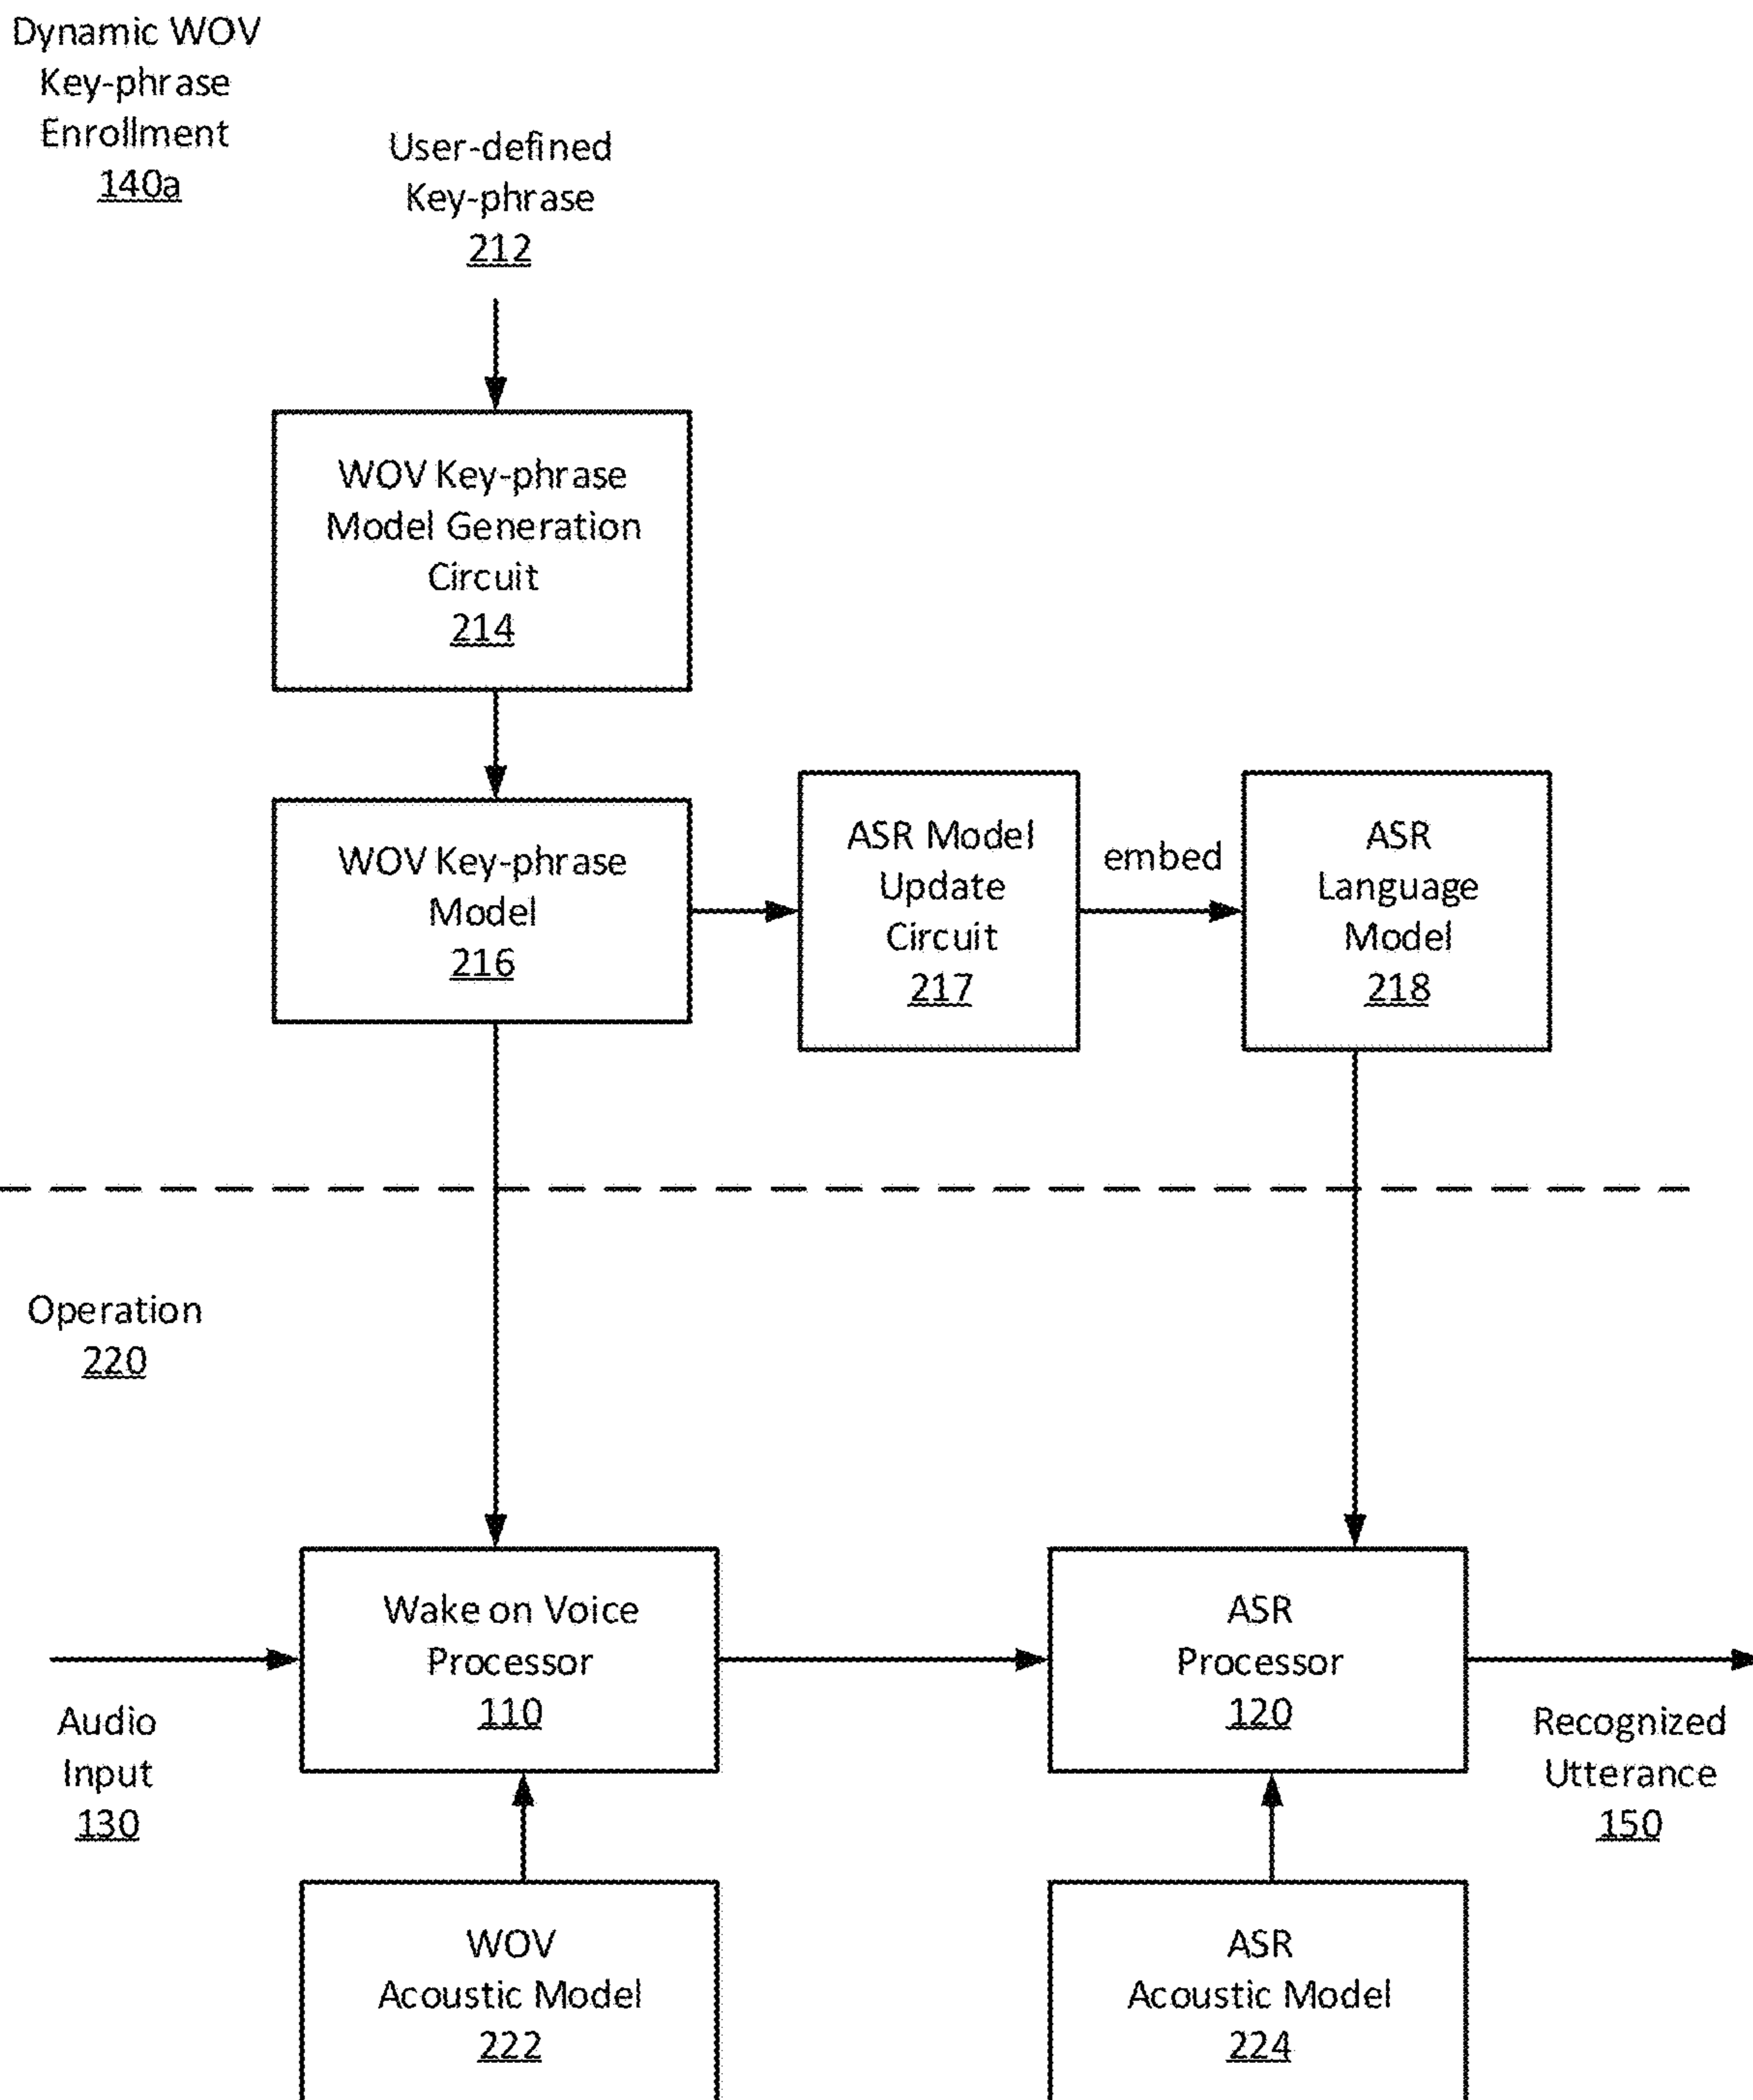 Dynamic WOV
Key-phrase
Enrollment
140a
User-defined
Key-phrase
212
WOV Key-phrase
Model Generation
Circuit
214
WOV Key-phrase
Model
216
ASR Model
Update
Circuit
217
embed
ASR
Language
Model
218
Operation
220
Wake on Voice
Processor
110
ASR
Processor
120
Audio
Input
130
Recognized
Utterance
150
WOV
Acoustic Model
222
ASR
Acoustic Model
224